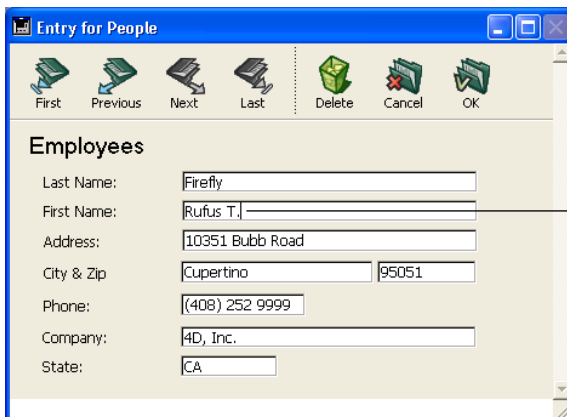 Entry for People
First Previous Next Last Delete Cancel OK
Employees
Last Name: Firefly
First Name: Rufus T.
Address: 10351 Bubb Road
City & Zip Cupertino 95051
Phone: (408) 252 9999
Company: 4D, Inc.
State: CA